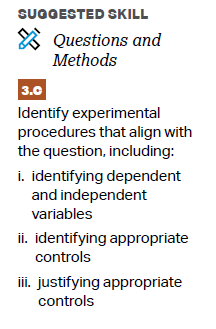 SUGGESTED SKILL
Questions and
Methods
3.C
Identify experimental
procedures that align with
the question, including:
i. identifying dependent
and independent
variables
ii. identifying appropriate
controls
iii. justifying appropriate
controls